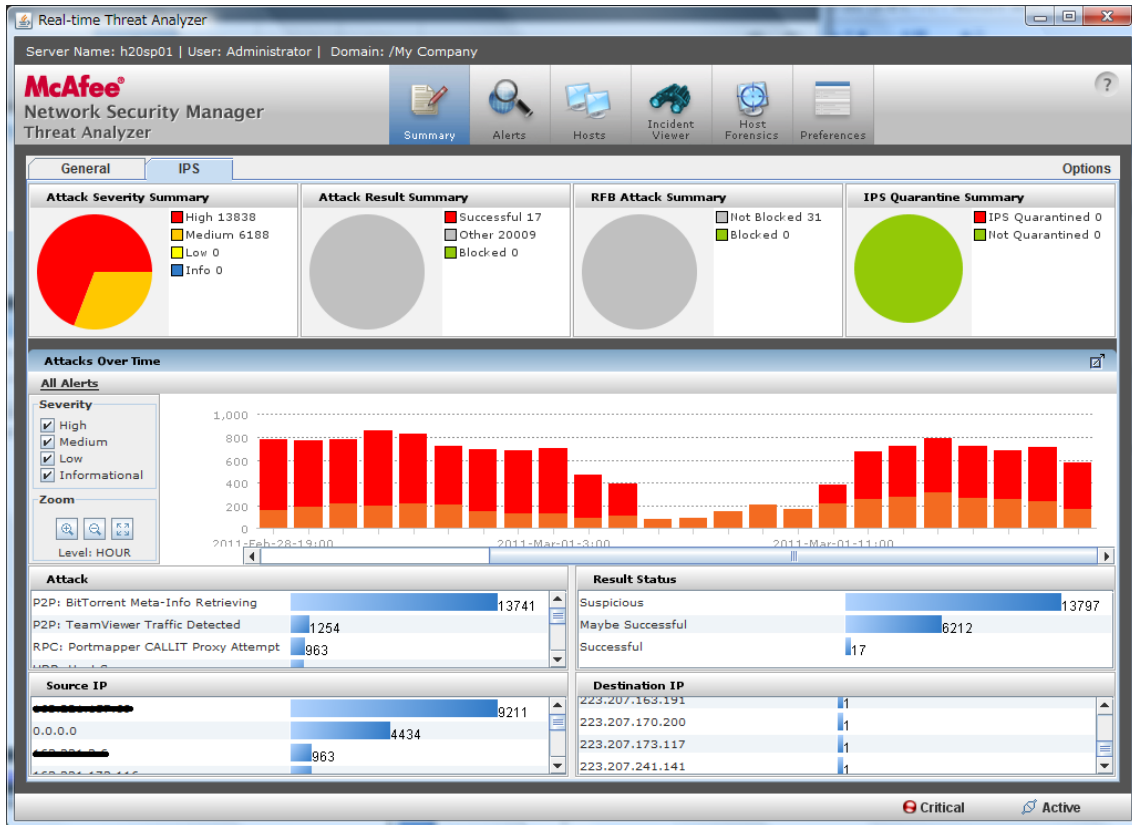 Real-time Threat Analyzer
Server Name: h20sp01 | User: Administrator | Domain: /My Company
McAfee®
Network Security Manager
Threat Analyzer
Summary
Alerts
Hosts
Incident Viewer
Host Forensics
Preferences
?
General
IPS
Options
Attack Severity Summary
High 13838
Medium 6188
Low 0
Info 0
Attack Result Summary
Successful 17
Other 20009
Blocked 0
RFB Attack Summary
Not Blocked 31
Blocked 0
IPS Quarantine Summary
IPS Quarantined 0
Not Quarantined 0
Attacks Over Time
All Alerts
Severity
High
Medium
Low
Informational
Zoom
Level: HOUR
1,000
800
600
400
200
0
2011-Feb-28-19:00
2011-Mar-01-3:00
2011-Mar-01-11:00
Attack
P2P: BitTorrent Meta-Info Retrieving 13741
P2P: TeamViewer Traffic Detected 1254
RPC: Portmapper CALLIT Proxy Attempt 963
Result Status
Suspicious 13797
Maybe Successful 6212
Successful 17
Source IP
9211
0.0.0.0 4434
963
Destination IP
223.207.163.191 1
223.207.170.200 1
223.207.173.117 1
223.207.241.141 1
Critical
Active